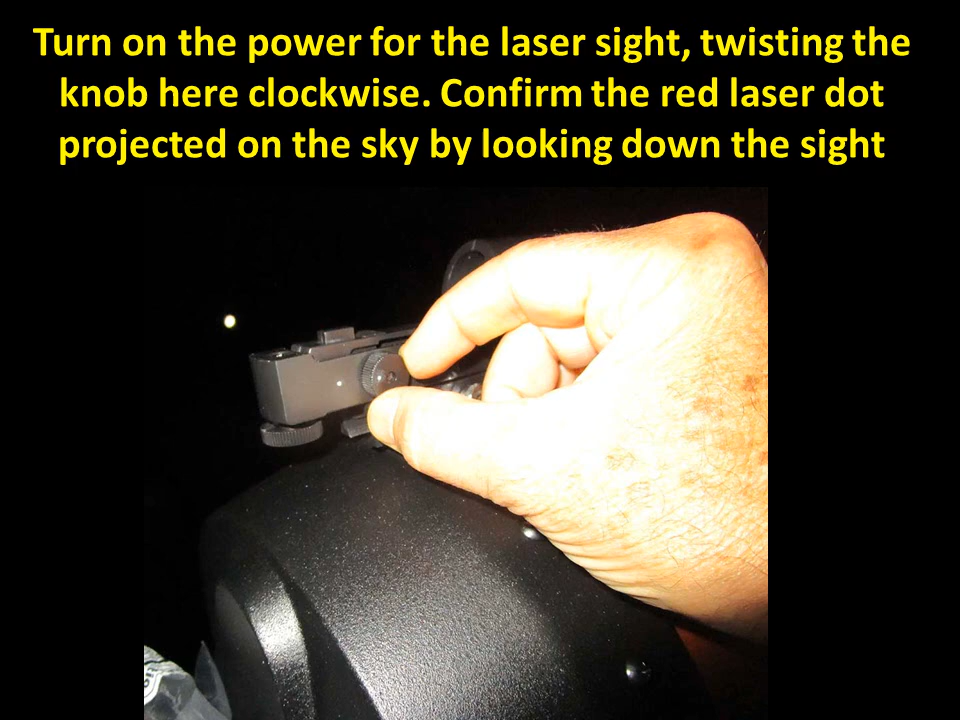 Turn on the power for the laser sight, twisting the
knob here clockwise. Confirm the red laser dot
projected on the sky by looking down the sight